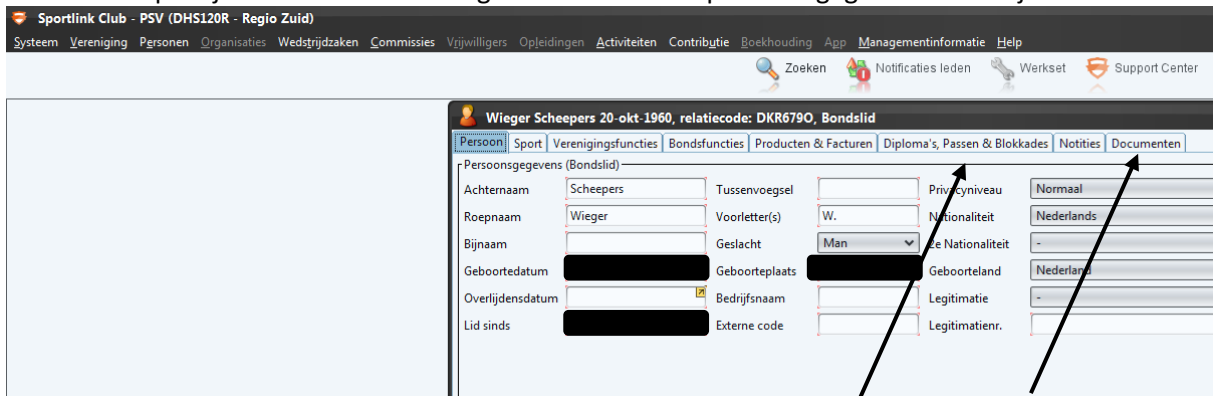 Sportlink Club - PSV (DHS120R - Regio Zuid)
Systeem Vereniging Personen Organisaties Wedstrijdzaken Commissies Vrijwilligers Opleidingen Activiteiten Contributie Boekhouding App Managementinformatie Help
Zoeken Notificaties leden Werkset Support Center
Wieger Scheepers 20-okt-1960, relatiecode: DKR679O, Bondslid
Persoon Sport Verenigingsfuncties Bondsfuncties Producten & Facturen Diploma's, Passen & Blokkades Notities Documenten
Persoonsgegevens (Bondslid)
Achternaam Scheepers Tussenvoegsel Privacyniveau Normaal
Roepnaam Wieger Voorletter(s) W. Nationaliteit Nederlands
Bijnaam Geslacht Man 2e Nationaliteit -
Geboortedatum Geboorteplaats Geboorteland Nederland
Overlijdensdatum Bedrijfsnaam Legitimatie -
Lid sinds Externe code Legitimatienr.